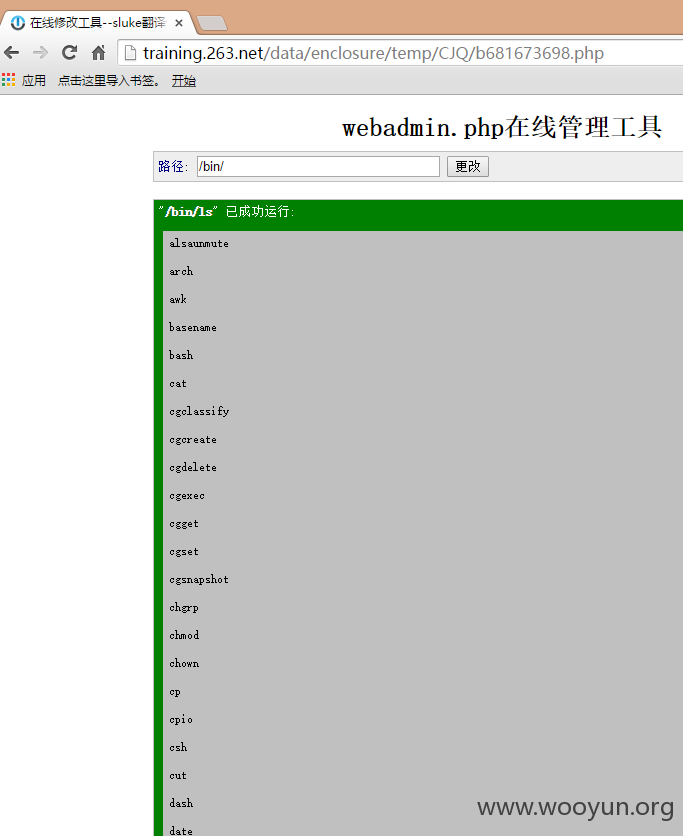 在线修改工具--sluke翻译
training.263.net/data/enclosure/temp/CJQ/b681673698.php
应用 点击这里导入书签。 开始
webadmin.php在线管理工具
路径: /bin/ 更改
"/bin/ls" 已成功运行:
alsaunmute
arch
awk
basename
bash
cat
cgclassify
cgcreate
cgdelete
cgexec
cgget
cgset
cgsnapshot
chgrp
chmod
chown
cp
cpio
csh
cut
dash
date
www.wooyun.org